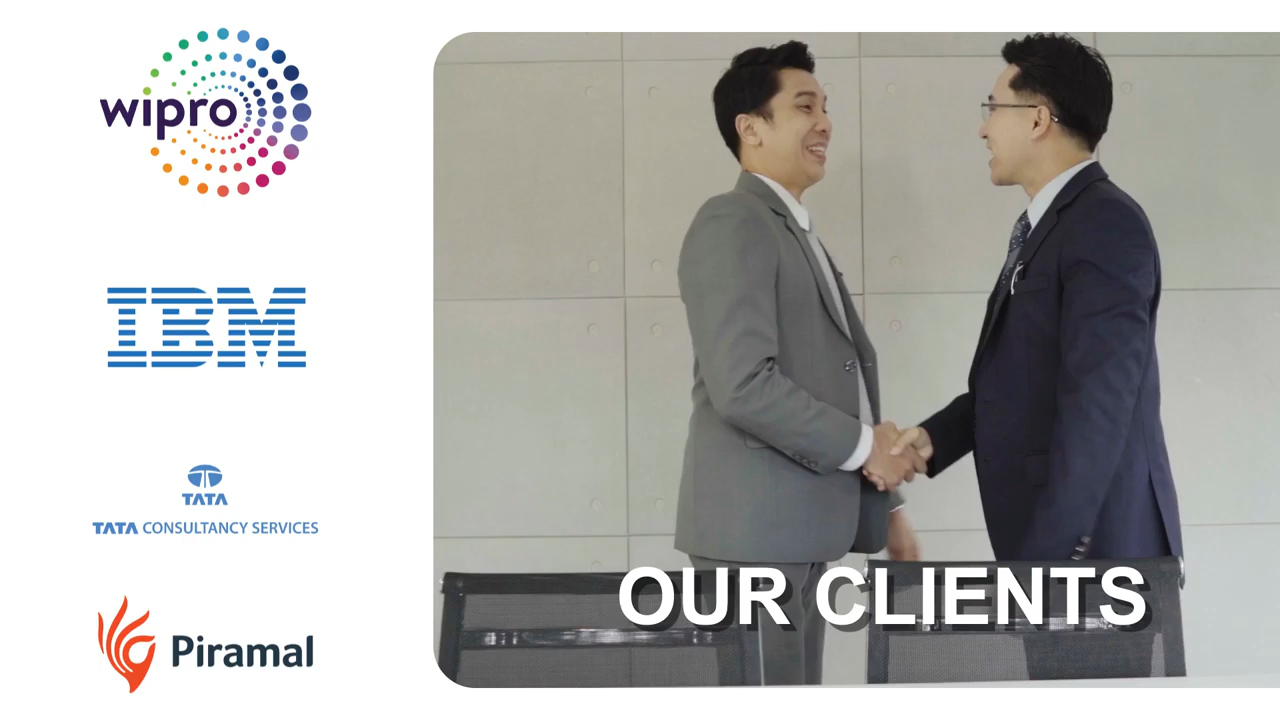 wipro
IBM
TATA
TATA CONSULTANCY SERVICES
Piramal
OUR CLIENTS